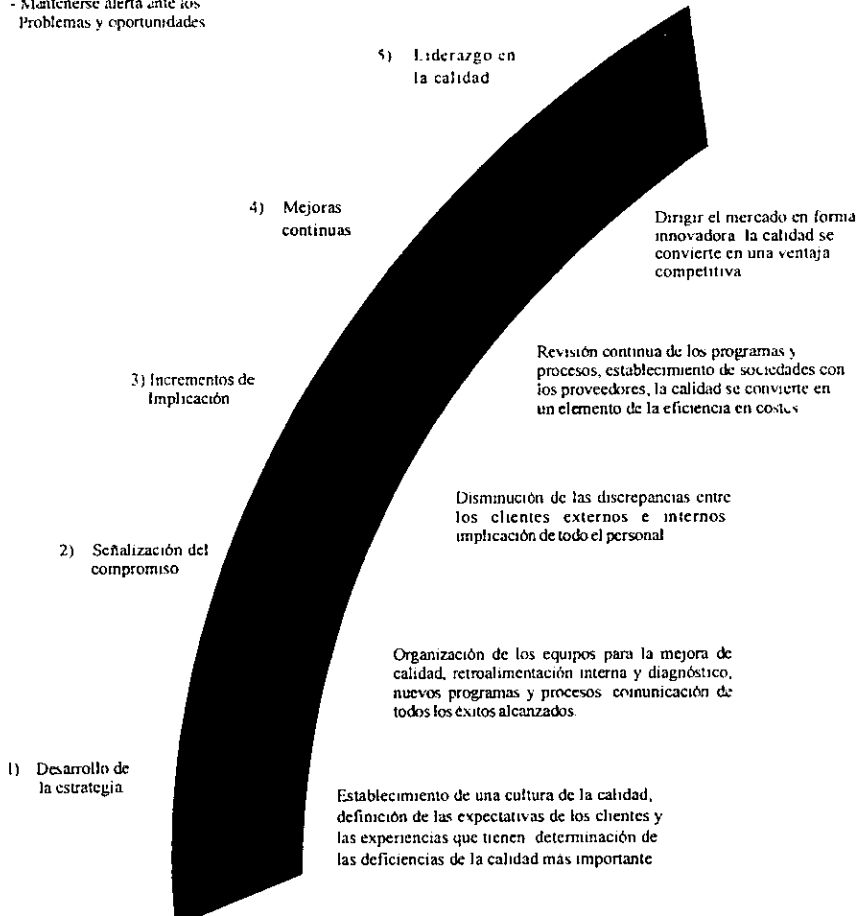 - Mantenerse alerta ante los
Problemas y oportunidades
5) Liderazgo en
la calidad
4) Mejoras
continuas
Dirigir el mercado en forma
innovadora la calidad se
convierte en una ventaja
competitiva
3) Incrementos de
Implicación
Revisión continua de los programas y
procesos, establecimiento de sociedades con
los proveedores, la calidad se convierte en
un elemento de la eficiencia en costes
Disminución de las discrepancias entre
los clientes externos e internos
implicación de todo el personal
2) Señalización del
compromiso
Organización de los equipos para la mejora de
calidad, retroalimentación interna y diagnóstico,
nuevos programas y procesos comunicación de
todos los éxitos alcanzados.
1) Desarrollo de
la estrategia
Establecimiento de una cultura de la calidad,
definición de las expectativas de los clientes y
las experiencias que tienen determinación de
las deficiencias de la calidad más importante